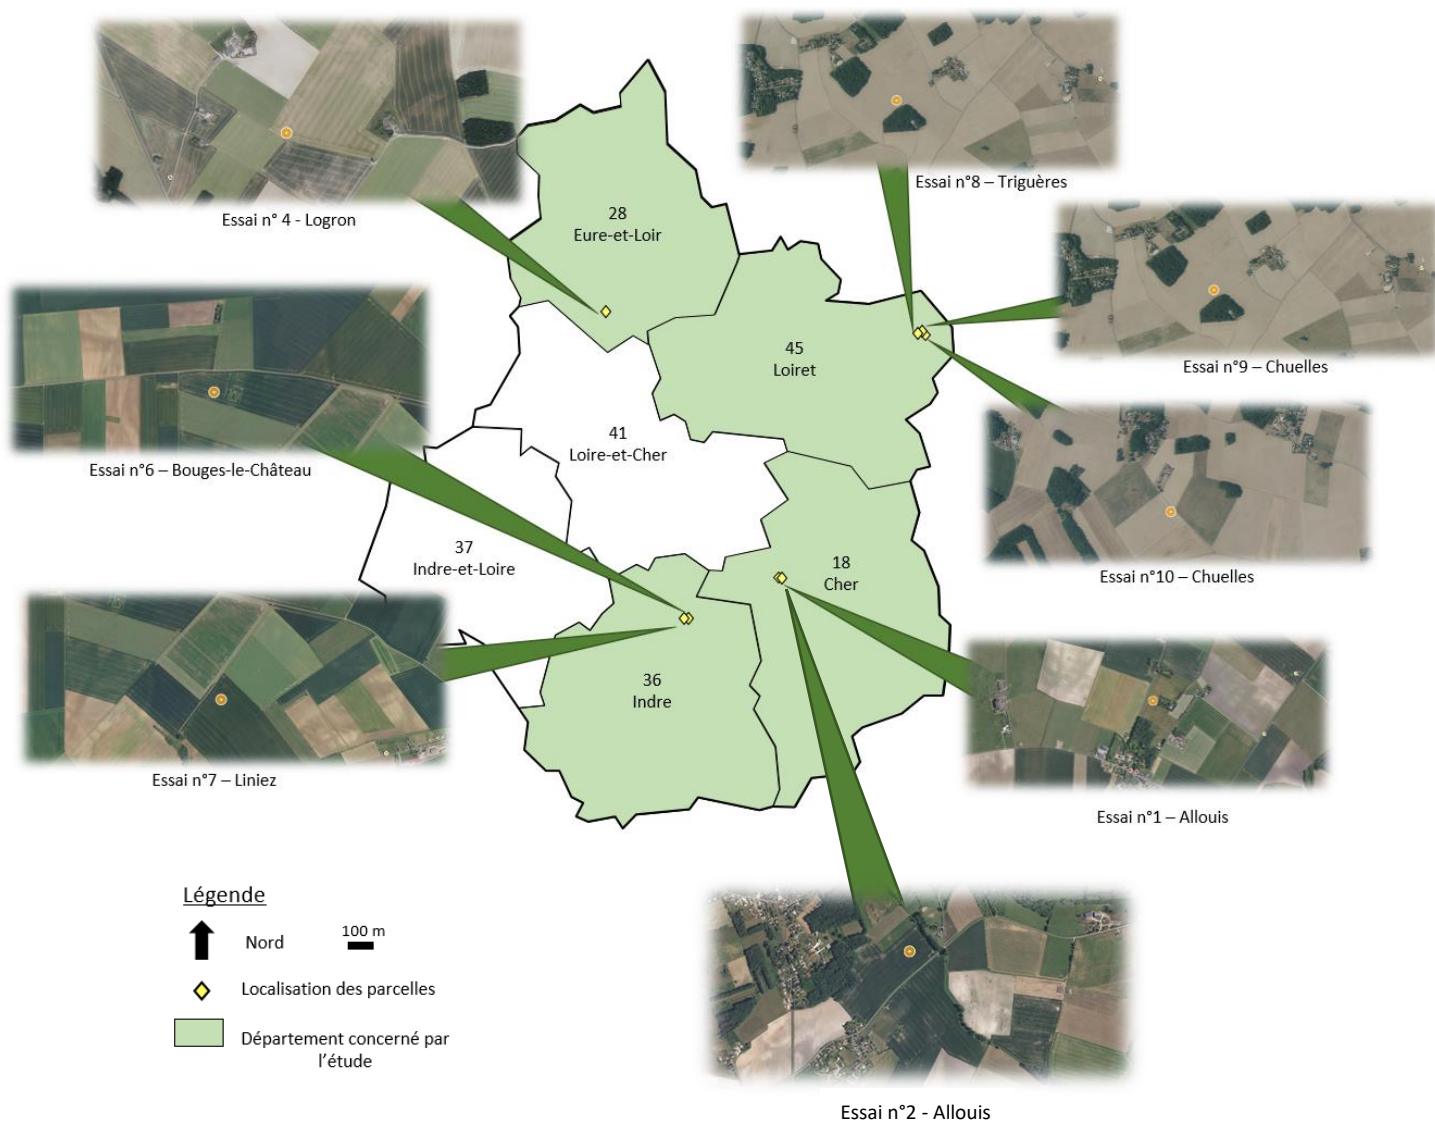 Essai n° 4 - Logron
Essai n°8 – Triguères
28
Eure-et-Loir
Essai n°9 – Chuelles
45
Loiret
41
Loire-et-Cher
Essai n°6 – Bouges-le-Château
37
Indre-et-Loire
18
Cher
Essai n°10 – Chuelles
36
Indre
Essai n°7 – Liniez
Essai n°1 – Allouis
Légende
Nord
100 m
Localisation des parcelles
Département concerné par
l'étude
Essai n°2 - Allouis